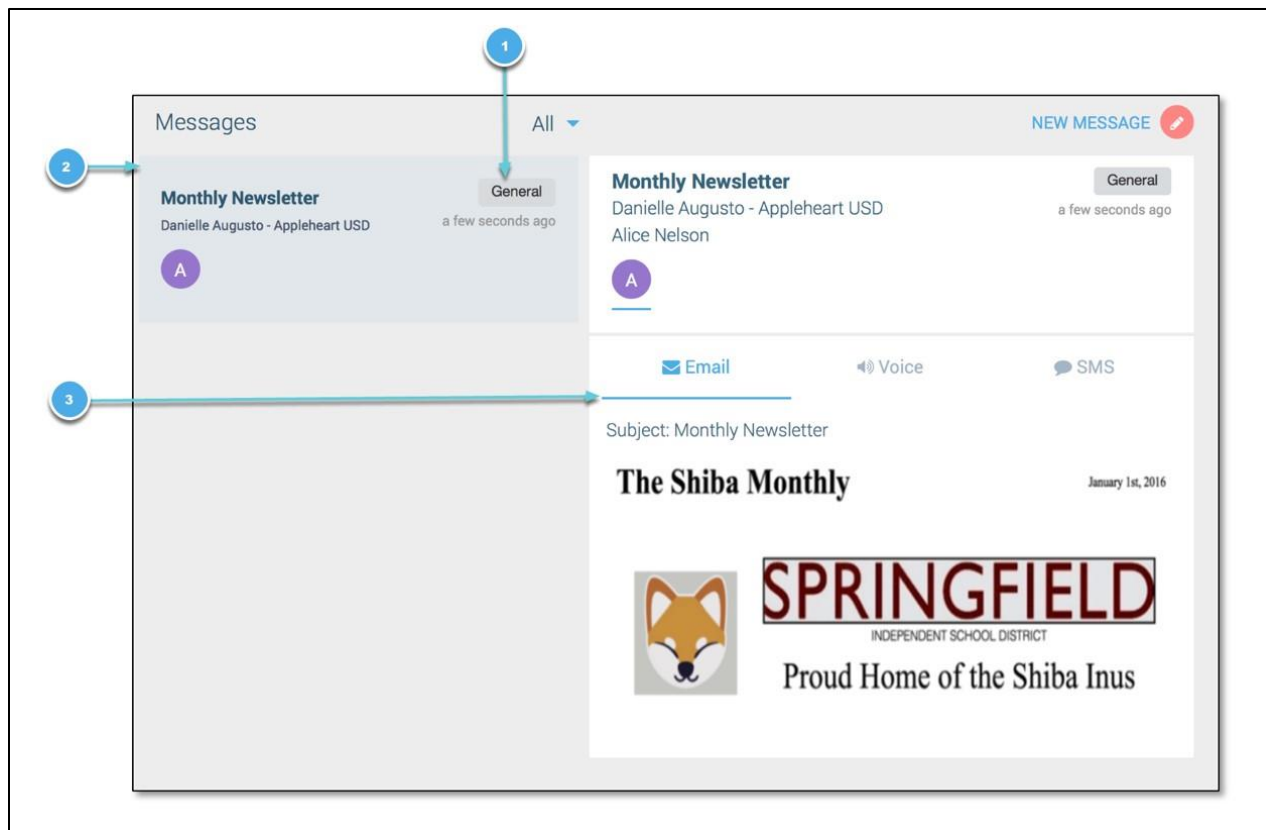 1
Messages
All
NEW MESSAGE
2
Monthly Newsletter
General
Danielle Augusto - Appleheart USD
a few seconds ago
A
Monthly Newsletter
General
Danielle Augusto - Appleheart USD
a few seconds ago
Alice Nelson
A
Email
Voice
SMS
3
Subject: Monthly Newsletter
The Shiba Monthly
January 1st, 2016
SPRINGFIELD
INDEPENDENT SCHOOL DISTRICT
Proud Home of the Shiba Inus